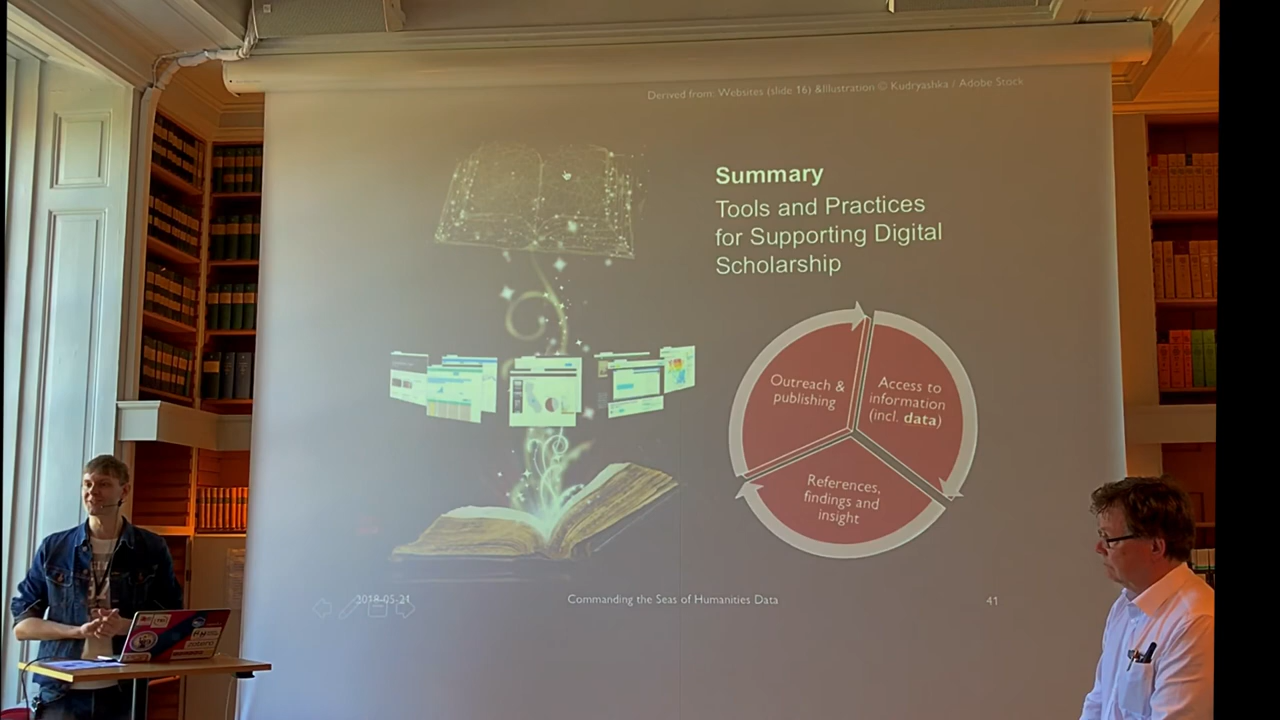 Derived from: Websites (slide 16) &Illustration © Kudryashka / Adobe Stock
Summary
Tools and Practices
for Supporting Digital
Scholarship
Outreach &
publishing
Access to
information
(incl. data)
References,
findings and
insight
2018-05-21
Commanding the Seas of Humanities Data
41